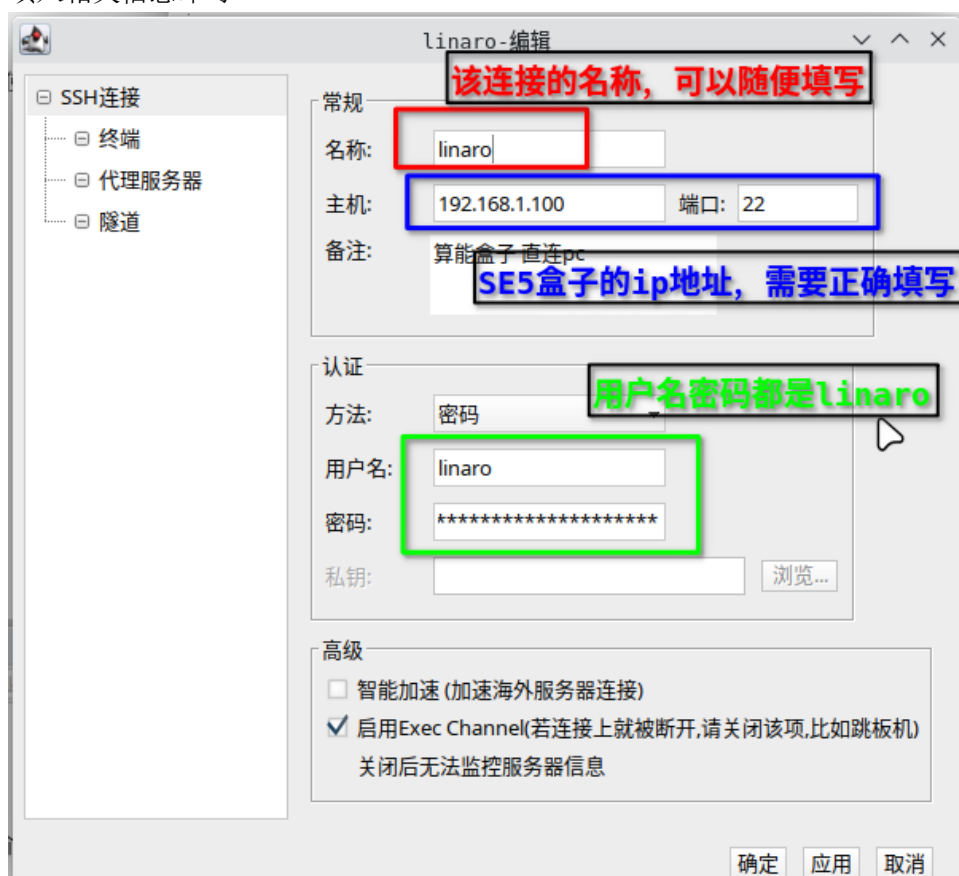 linaro-编辑
该连接的名称，可以随便填写
SSH连接
终端
代理服务器
隧道
常规
名称: linaro
主机: 192.168.1.100 端口: 22
备注: 算能盒子 直连pc
SE5盒子的ip地址，需要正确填写
认证
用户名密码都是linaro
方法: 密码
用户名: linaro
密码: ********************
私钥: 浏览...
高级
智能加速 (加速海外服务器连接)
启用Exec Channel(若连接上就被断开,请关闭该项,比如跳板机)
关闭后无法监控服务器信息
确定 应用 取消